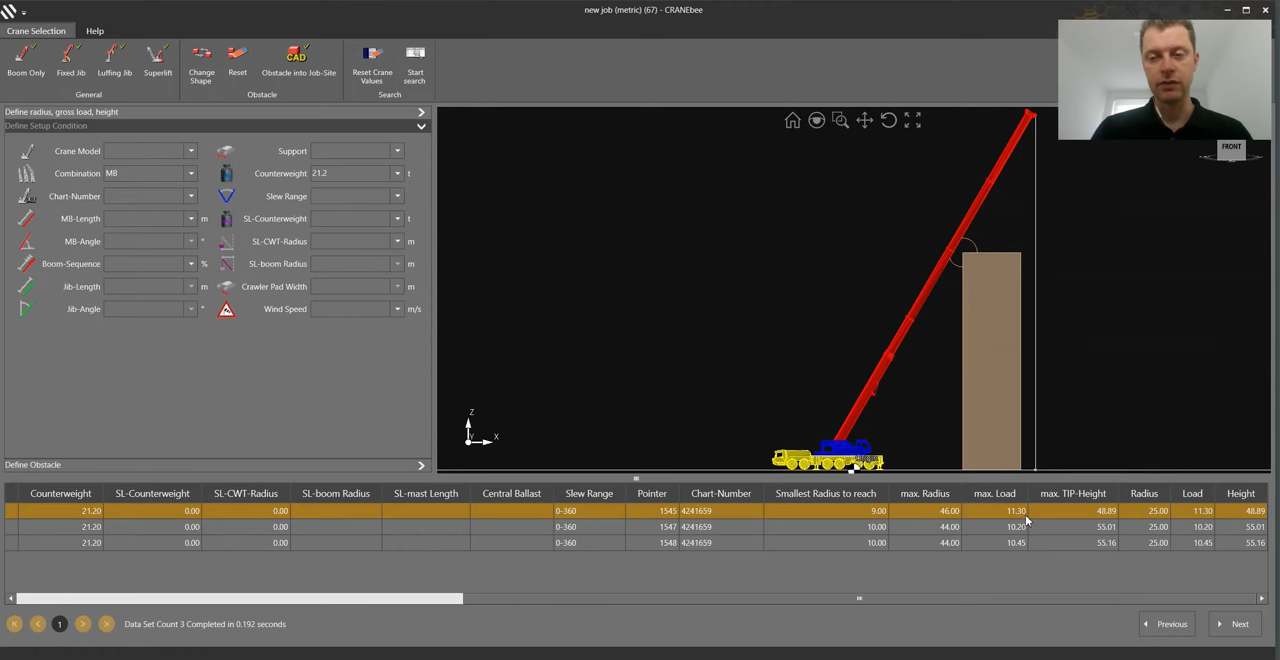 new job (metric) (67) - CRANEbee
Crane Selection Help
Boom Only Fixed Jib Luffing Jib Superlift
General
Change Shape Reset CAD Obstacle into Job-Site
Obstacle
Reset Crane Values Start search
Search
Define radius, gross load, height
Define Setup Condition
Crane Model Support
Combination MB Counterweight 21.2 t
Chart-Number Slew Range
MB-Length m SL-Counterweight t
MB-Angle ° SL-CWT-Radius m
Boom-Sequence % SL-boom Radius m
Jib-Length m Crawler Pad Width m
Jib-Angle ° Wind Speed m/s
Define Obstacle
FRONT
Z
Y X
Counterweight SL-Counterweight SL-CWT-Radius SL-boom Radius SL-mast Length Central Ballast Slew Range Pointer Chart-Number Smallest Radius to reach max. Radius max. Load max. TIP-Height Radius Load Height
21.20 0.00 0.00 0-360 1545 4241659 9.00 46.00 11.30 48.89 25.00 11.30 48.89
21.20 0.00 0.00 0-360 1547 4241659 10.00 44.00 10.20 55.01 25.00 10.20 55.01
21.20 0.00 0.00 0-360 1548 4241659 10.00 44.00 10.45 55.16 25.00 10.45 55.16
1 Data Set Count 3 Completed in 0.192 seconds
Previous Next